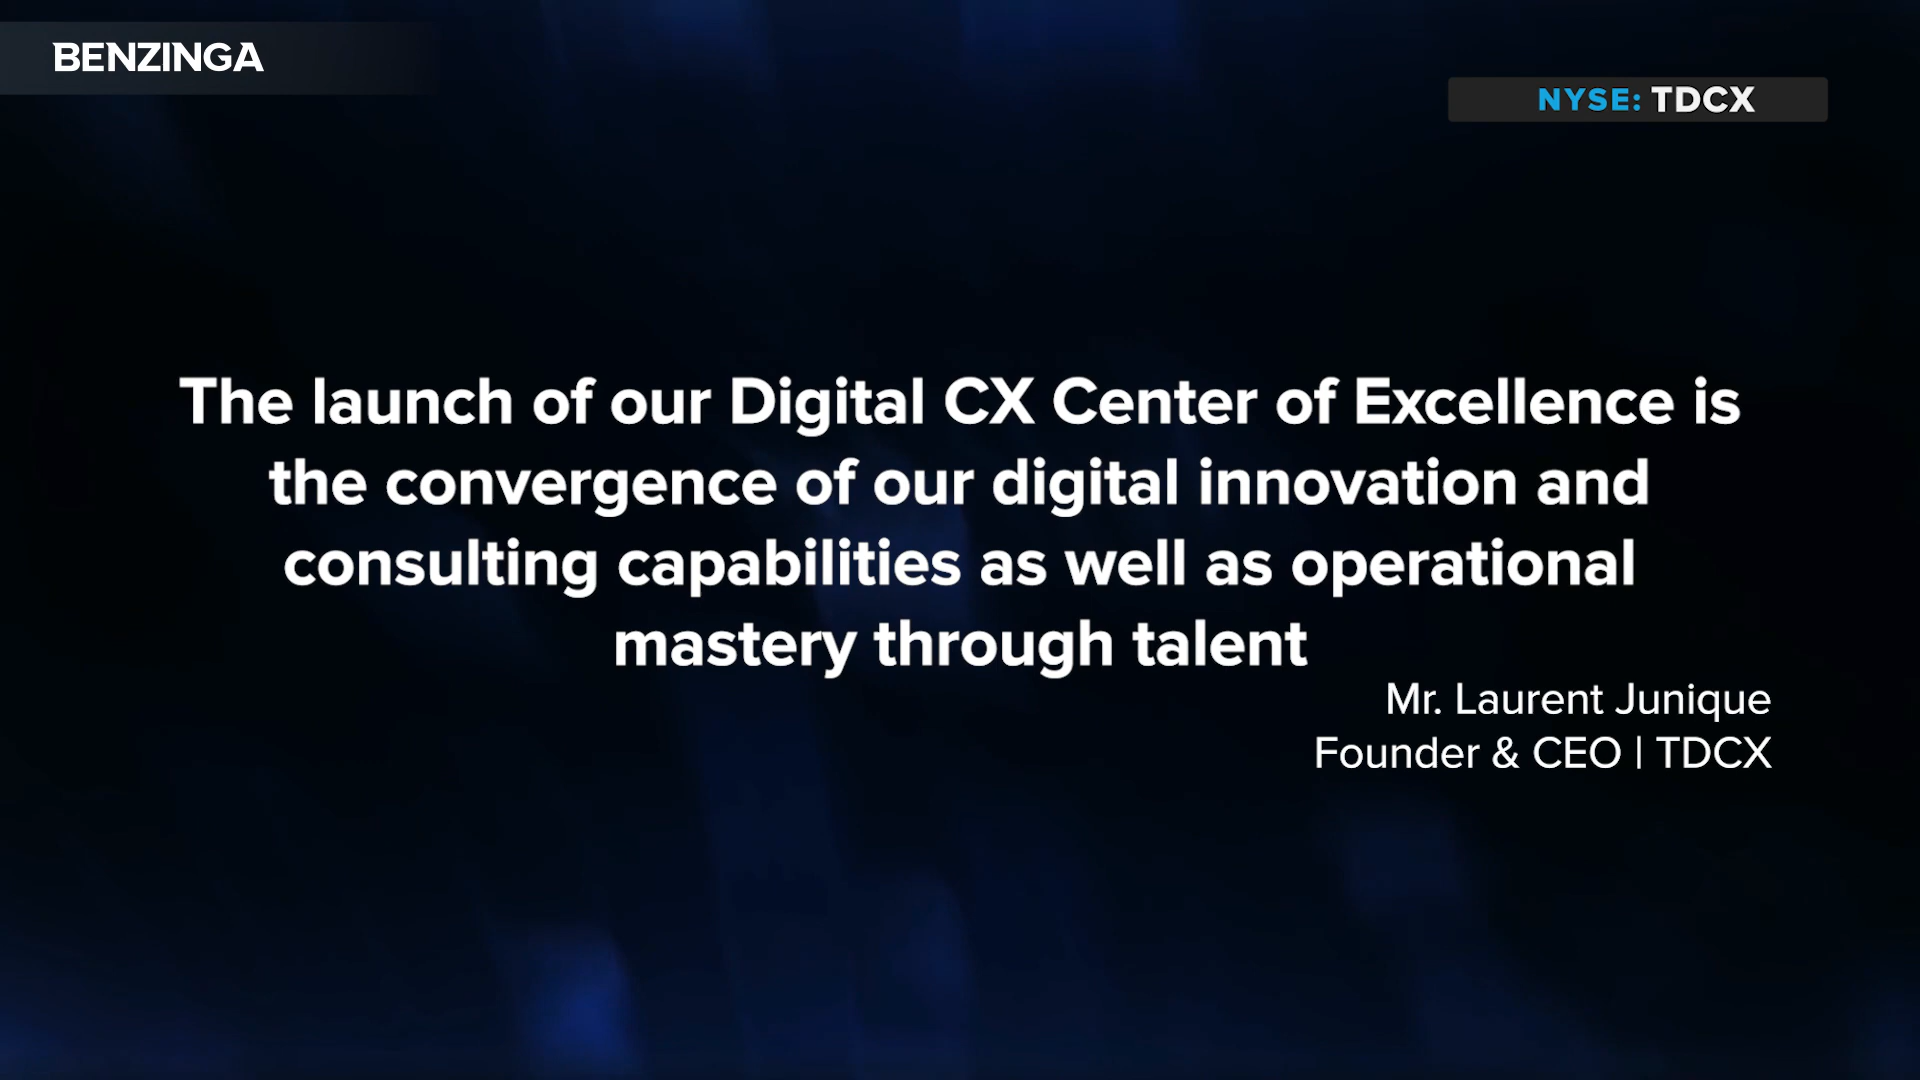 BENZINGA
NYSE: TDCX
The launch of our Digital CX Center of Excellence is
the convergence of our digital innovation and
consulting capabilities as well as operational
mastery through talent
Mr. Laurent Junique
Founder & CEO | TDCX